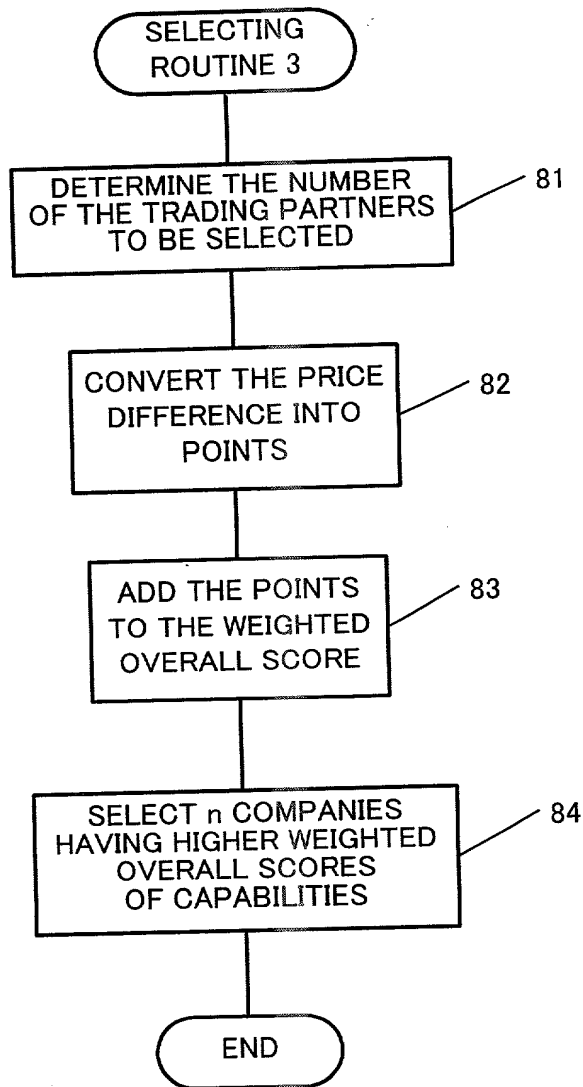 SELECTING
ROUTINE 3
DETERMINE THE NUMBER
OF THE TRADING PARTNERS
TO BE SELECTED
81
CONVERT THE PRICE
DIFFERENCE INTO
POINTS
82
ADD THE POINTS
TO THE WEIGHTED
OVERALL SCORE
83
SELECT n COMPANIES
HAVING HIGHER WEIGHTED
OVERALL SCORES
OF CAPABILITIES
84
END